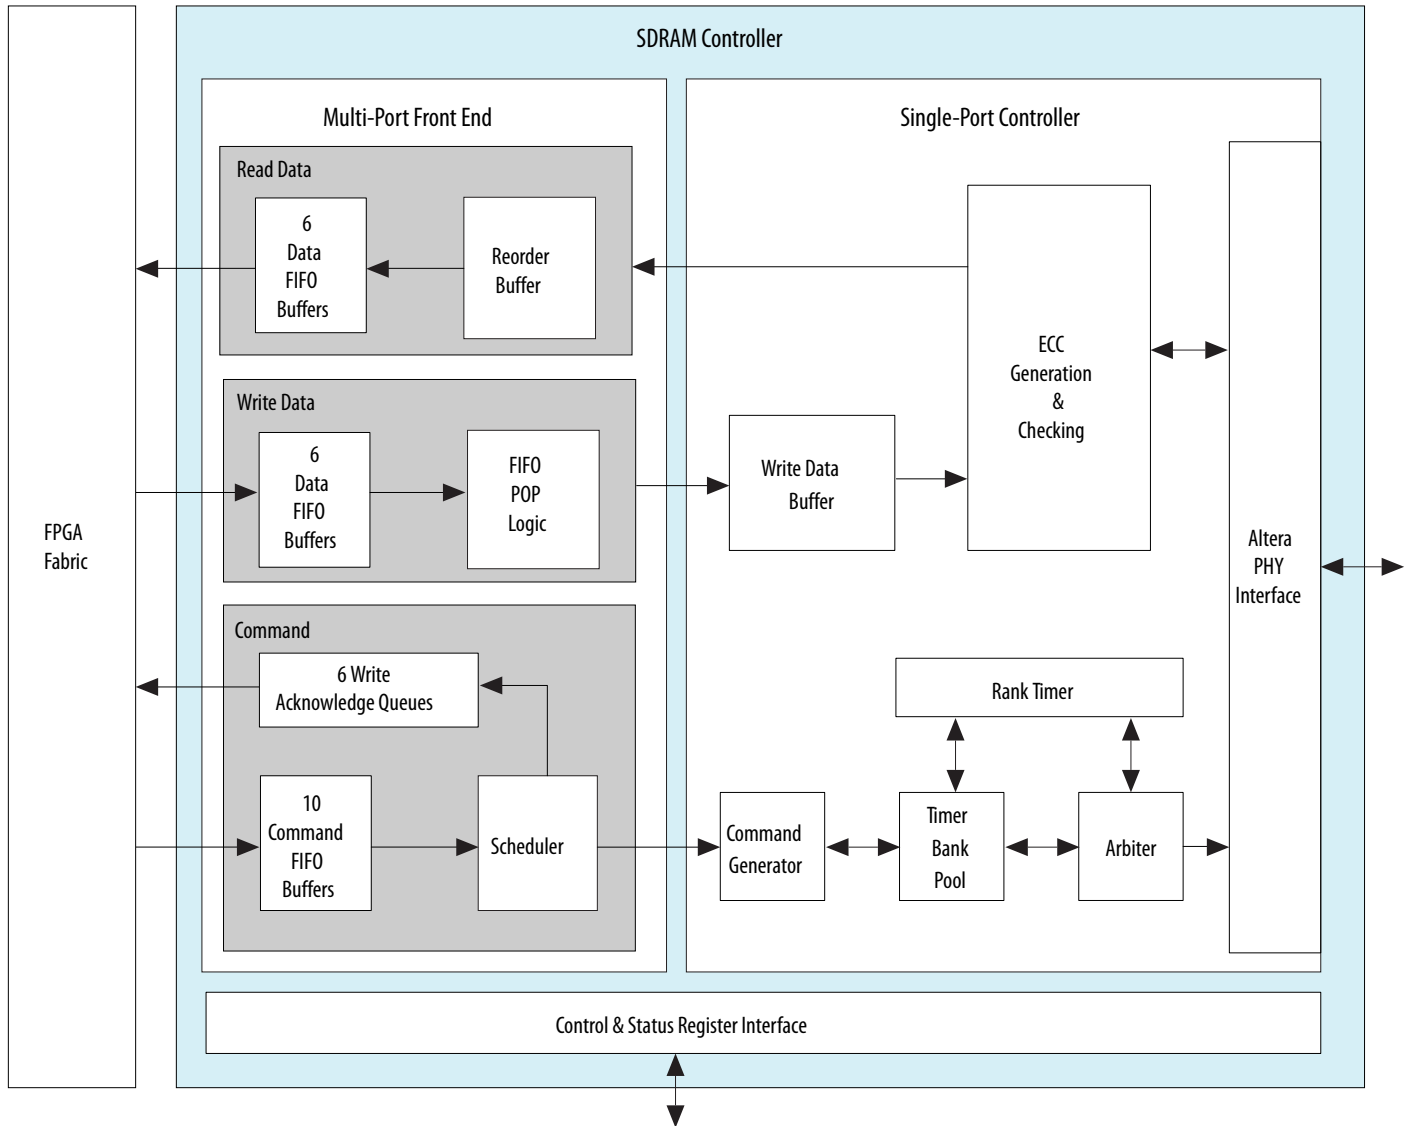 SDRAM Controller
Multi-Port Front End
Single-Port Controller
Read Data
6
Data
FIFO
Buffers
Reorder
Buffer
ECC
Generation
&
Checking
Write Data
6
Data
FIFO
Buffers
FIFO
POP
Logic
Write Data
Buffer
FPGA
Fabric
Altera
PHY
Interface
Command
6 Write
Acknowledge Queues
Rank Timer
10
Command
FIFO
Buffers
Scheduler
Command
Generator
Timer
Bank
Pool
Arbiter
Control & Status Register Interface